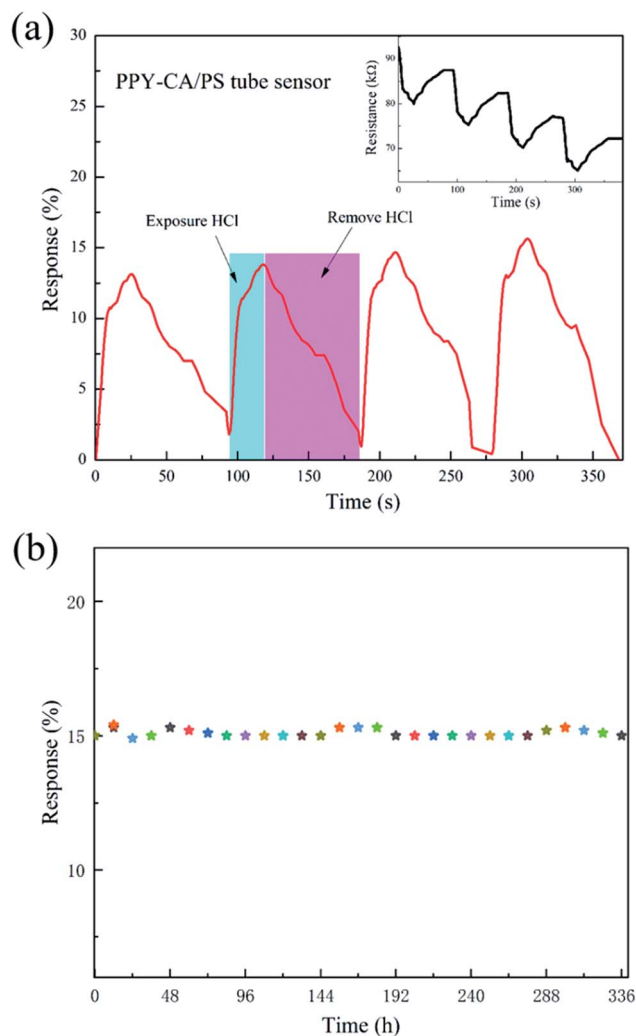 (a)
30
25
20
15
10
5
0
Response (%)
PPY-CA/PS tube sensor
Exposure HCl
Remove HCl
90
80
70
Resistance (kΩ)
0 100 200 300
Time (s)
0 50 100 150 200 250 300 350
Time (s)
(b)
20
15
10
Response (%)
0 48 96 144 192 240 288 336
Time (h)